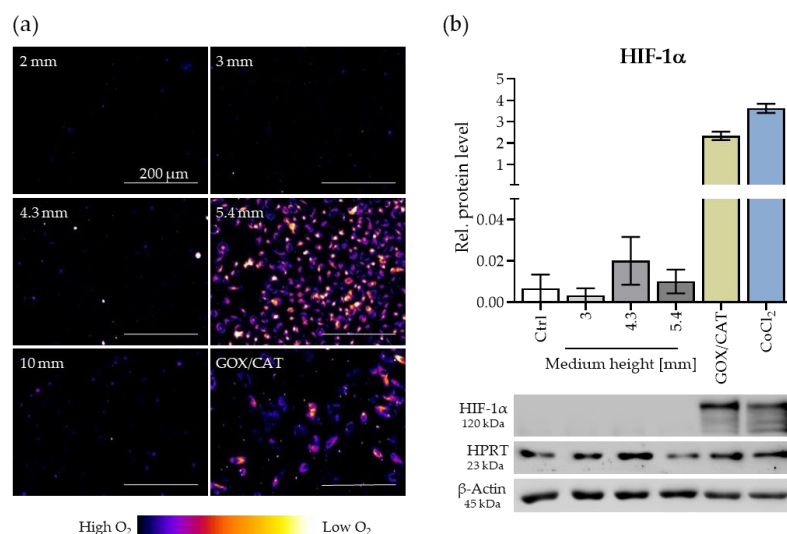 (a)
2 mm
3 mm
200 µm
4.3 mm
5.4 mm
10 mm
GOX/CAT
High O₂
Low O₂
(b)
HIF-1α
Rel. protein level
5
4
3
2
1
0.04
0.02
0.00
Ctrl
3
4.3
5.4
GOX/CAT
CoCl₂
Medium height [mm]
HIF-1α
120 kDa
HPRT
23 kDa
β-Actin
45 kDa